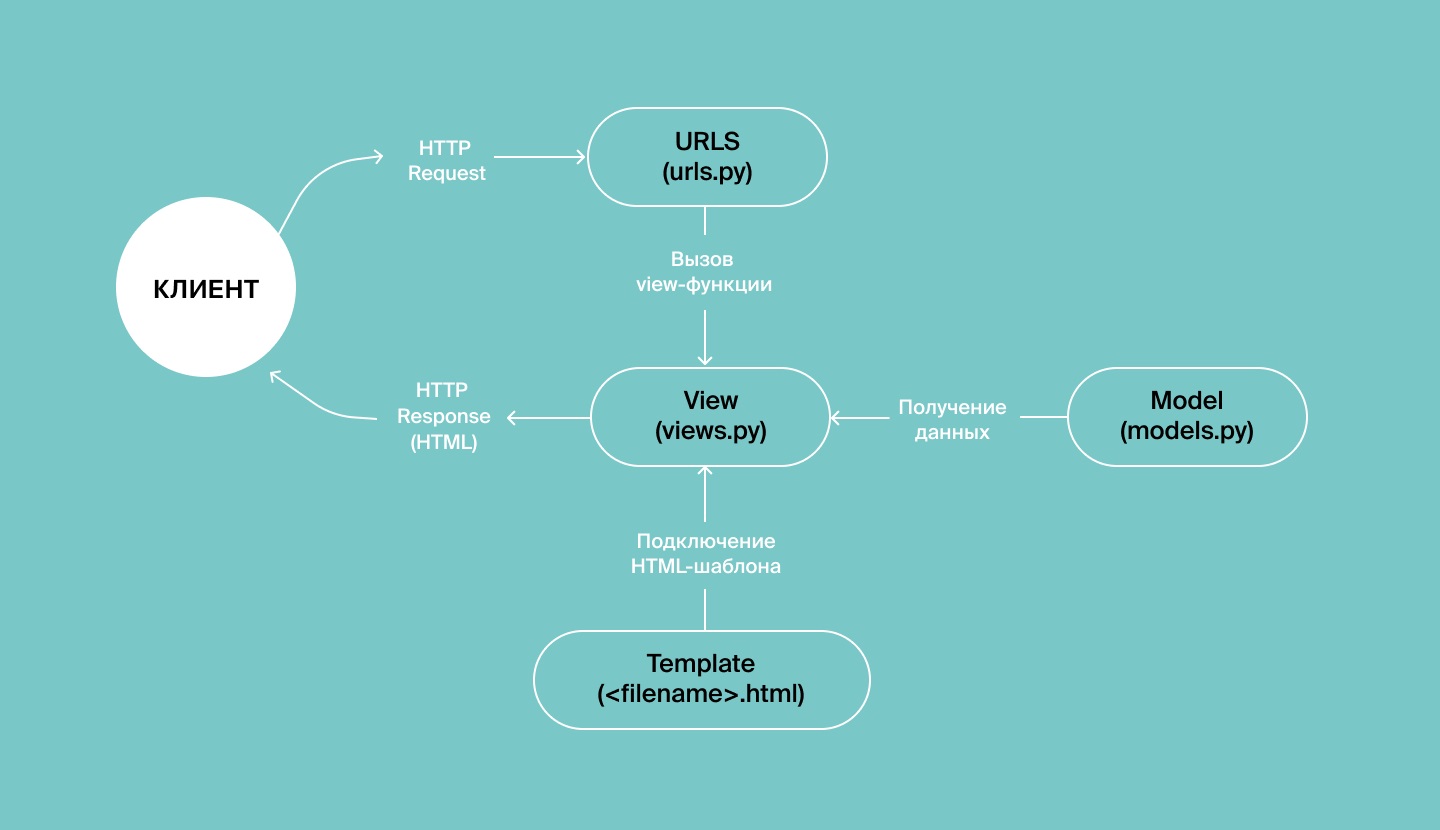 HTTP
Request
URLS
(urls.py)
КЛИЕНТ
Вызов
view-функции
HTTP
Response
(HTML)
View
(views.py)
Получение
данных
Model
(models.py)
Подключение
HTML-шаблона
Template
(<filename>.html)